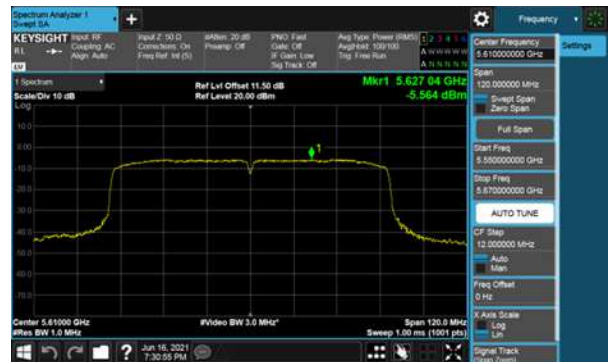 Spectrum Analyzer 1
Swept SA
+
Frequency
KEYSIGHT
Input: RF
Coupling: AC
Align: Auto
Input Z: 50 Ω
Corrections: On
Freq Ref: Int (S)
#Atten: 20 dB
Preamp: Off
PNO: Fast
Gate: Off
IF Gain: Low
Sig Track: Off
Avg Type: Power (RMS)
Avg|Hold: 100/100
Trig: Free Run
1 2 3 4 5 6
A W W W W W
A N N N N N
1 Spectrum
Scale/Div 10 dB
Log
Ref Lvl Offset 11.50 dB
Ref Level 20.00 dBm
Mkr1 5.627 04 GHz
-5.564 dBm
10.0
0.00
-10.0
-20.0
-30.0
-40.0
-50.0
-60.0
-70.0
1
Center 5.61000 GHz
#Res BW 1.0 MHz
#Video BW 3.0 MHz*
Span 120.0 MHz
Sweep 1.00 ms (1001 pts)
Jun 16, 2021
7:30:55 PM
Center Frequency
5.610000000 GHz
Settings
Span
120.000000 MHz
Swept Span
Zero Span
Full Span
Start Freq
5.550000000 GHz
Stop Freq
5.670000000 GHz
AUTO TUNE
CF Step
12.000000 MHz
Auto
Man
Freq Offset
0 Hz
X Axis Scale
Log
Lin
Signal Track
(Span Zoom)